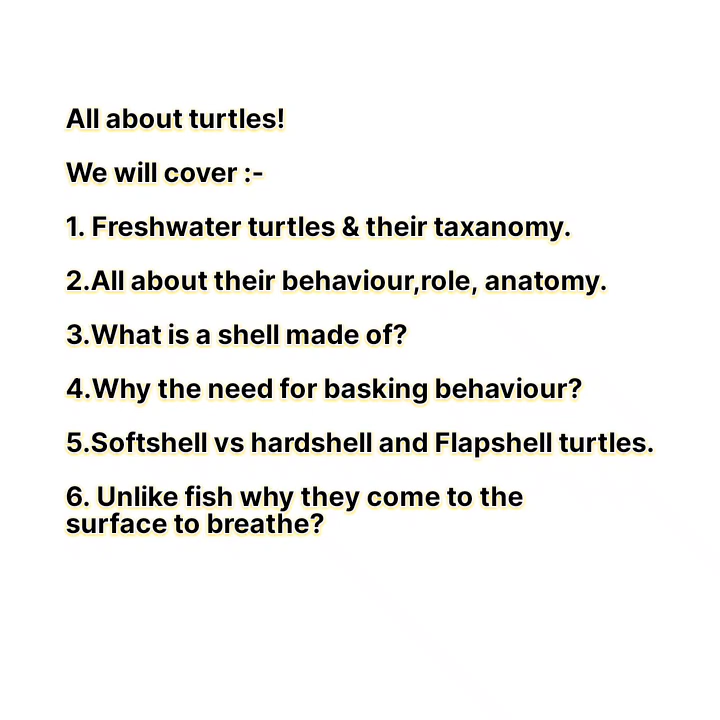 All about turtles!
We will cover :-
1. Freshwater turtles & their taxanomy.
2.All about their behaviour,role, anatomy.
3.What is a shell made of?
4.Why the need for basking behaviour?
5.Softshell vs hardshell and Flapshell turtles.
6. Unlike fish why they come to the
surface to breathe?